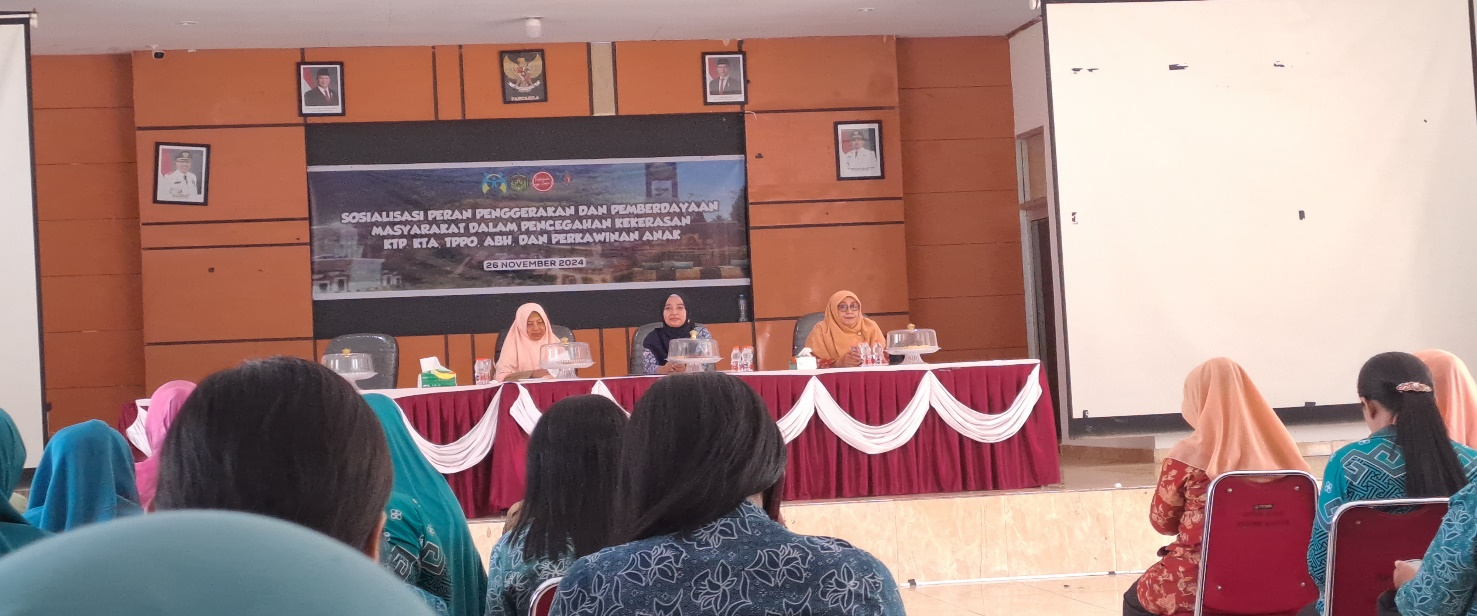 PANCASILA
SOSIALISASI PERAN PENGGERAKAN DAN PEMBERDAYAAN
MASYARAKAT DALAM PENCEGAHAN KEKERASAN
KTP, KTA, TPPO, ABH, DAN PERKAWINAN ANAK
26 NOVEMBER 2024